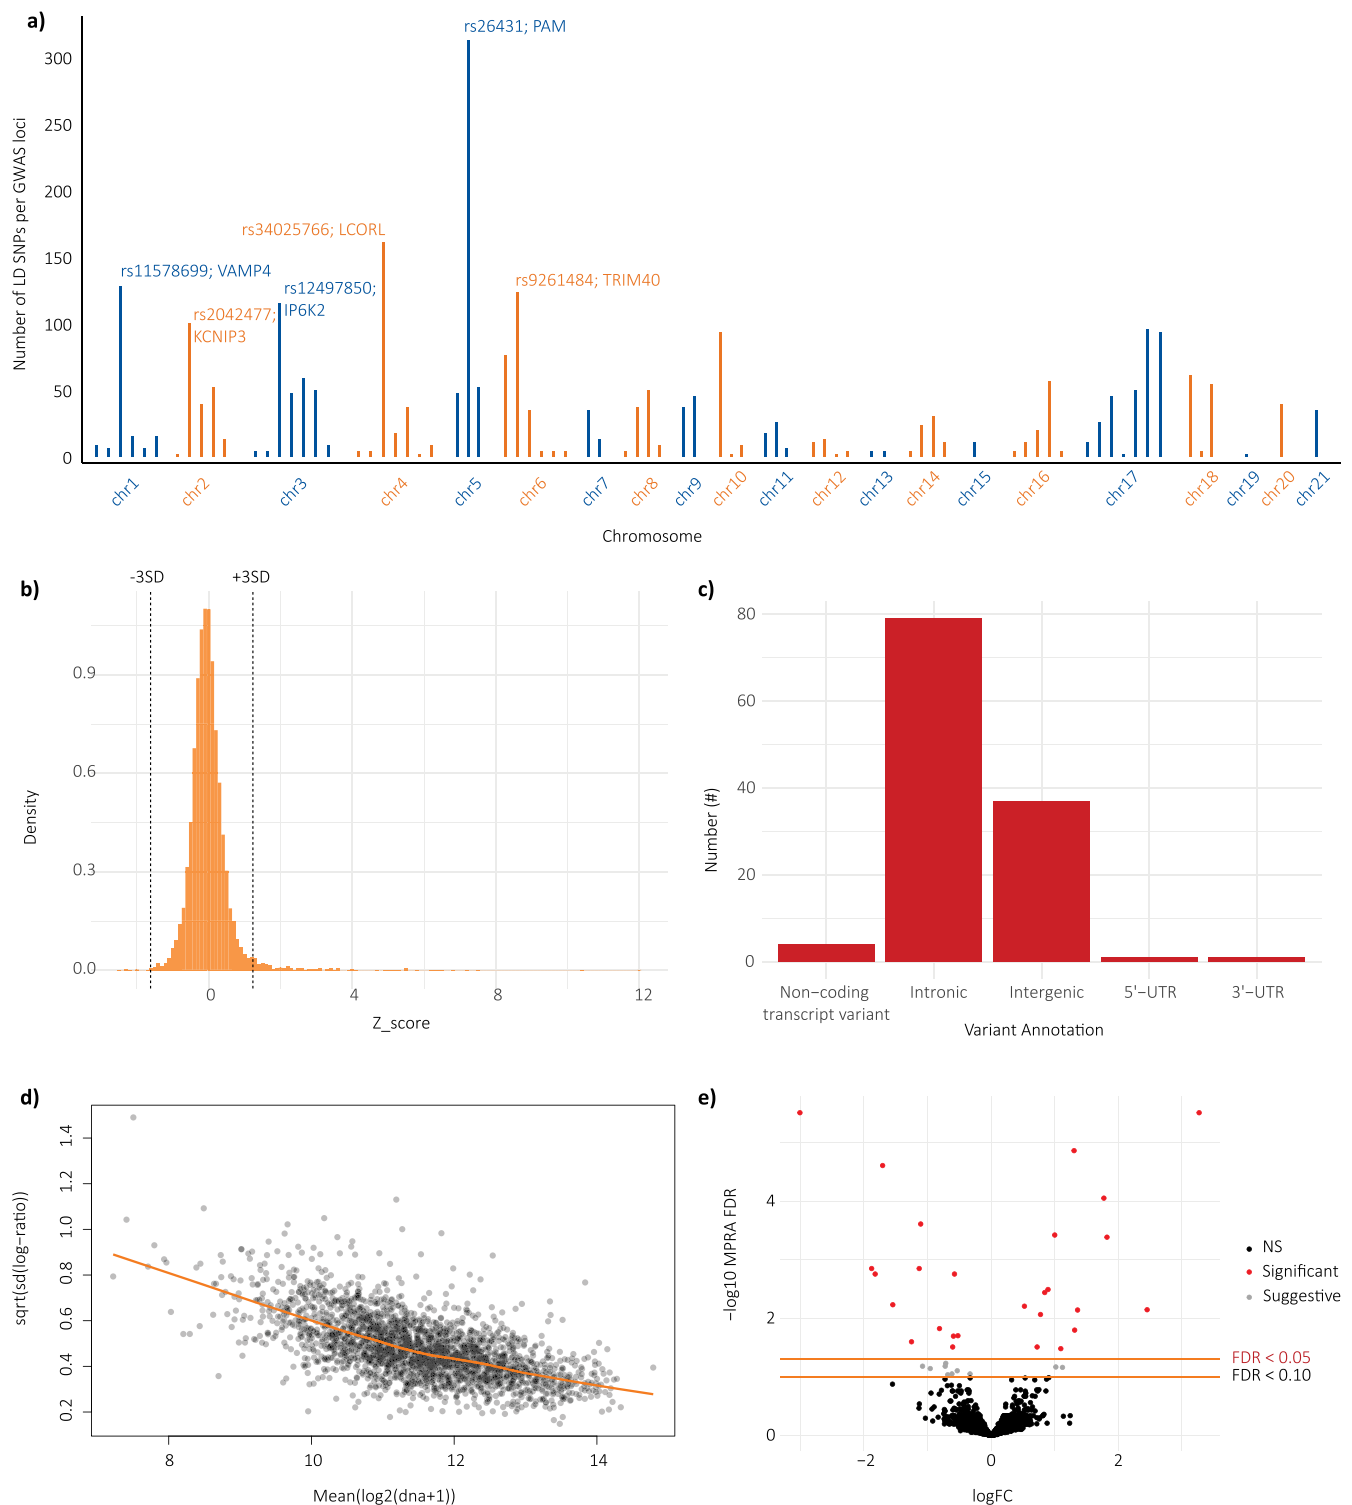 a)
rs26431; PAM
300
250
200
150
100
50
0
Number of LD SNPs per GWAS loci
rs34025766; LCORL
rs11578699; VAMP4
rs12497850;
IP6K2
rs9261484; TRIM40
rs2042477;
KCNIP3
chr1
chr2
chr3
chr4
chr5
chr6
chr7
chr8
chr9
chr10
chr11
chr12
chr13
chr14
chr15
chr16
chr17
chr18
chr19
chr20
chr21
Chromosome
b)
-3SD
+3SD
0.9
0.6
0.3
0.0
Density
0
4
8
12
Z_score
c)
80
60
40
20
0
Number (#)
Non−coding
transcript variant
Intronic
Intergenic
5'−UTR
3'−UTR
Variant Annotation
d)
1.4
1.2
1.0
0.8
0.6
0.4
0.2
sqrt(sd(log−ratio))
8
10
12
14
Mean(log2(dna+1))
e)
4
2
0
−log10 MPRA FDR
−2
0
2
logFC
NS
Significant
Suggestive
FDR < 0.05
FDR < 0.10